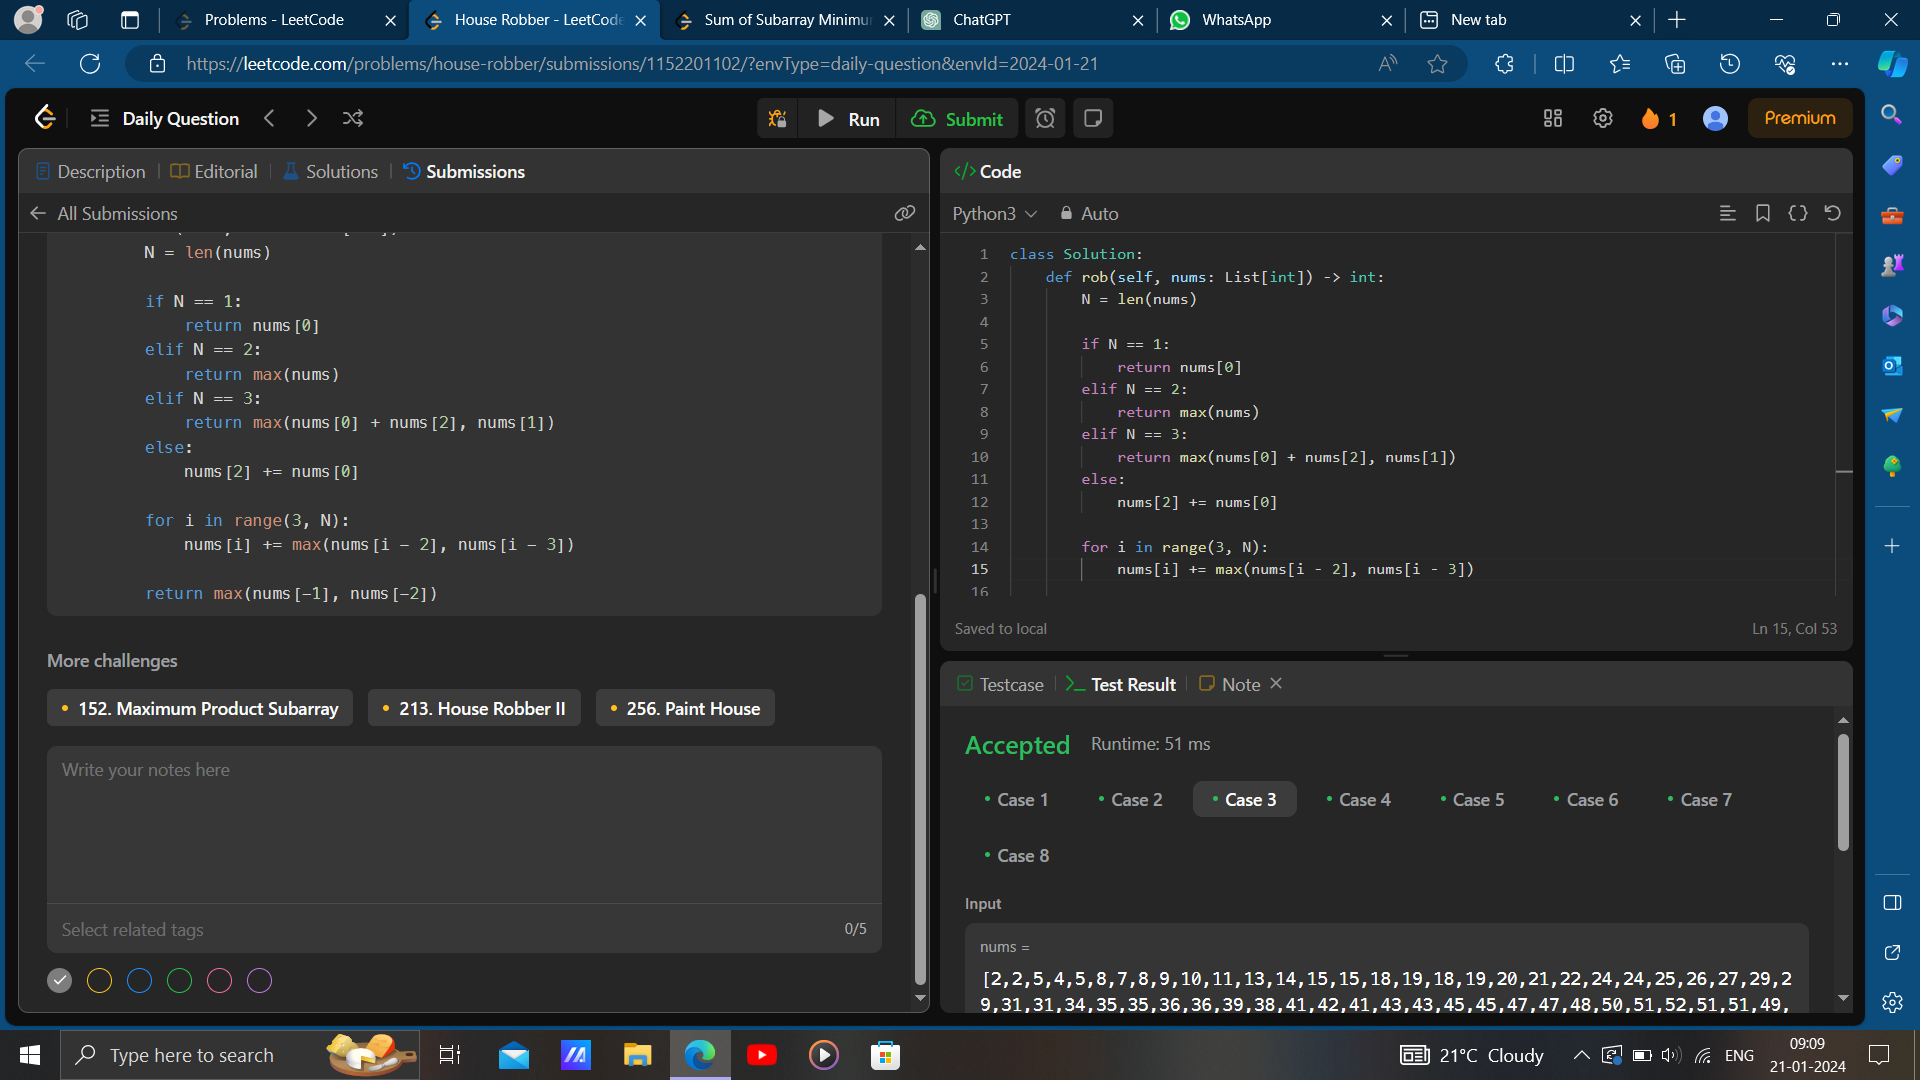 Problems - LeetCode
House Robber - LeetCode
Sum of Subarray Minimu
ChatGPT
WhatsApp
New tab
https://leetcode.com/problems/house-robber/submissions/1152201102/?envType=daily-question&envId=2024-01-21
Daily Question
Run
Submit
1
Premium
Description
Editorial
Solutions
Submissions
All Submissions
N = len(nums)
if N == 1:
return nums[0]
elif N == 2:
return max(nums)
elif N == 3:
return max(nums[0] + nums[2], nums[1])
else:
nums[2] += nums[0]
for i in range(3, N):
nums[i] += max(nums[i - 2], nums[i - 3])
return max(nums[-1], nums[-2])
More challenges
152. Maximum Product Subarray
213. House Robber II
256. Paint House
Write your notes here
Select related tags
0/5
Code
Python3
Auto
1 class Solution:
2 def rob(self, nums: List[int]) -> int:
3 N = len(nums)
4
5 if N == 1:
6 return nums[0]
7 elif N == 2:
8 return max(nums)
9 elif N == 3:
10 return max(nums[0] + nums[2], nums[1])
11 else:
12 nums[2] += nums[0]
13
14 for i in range(3, N):
15 nums[i] += max(nums[i - 2], nums[i - 3])
16
Saved to local
Ln 15, Col 53
Testcase
Test Result
Note
Accepted
Runtime: 51 ms
Case 1
Case 2
Case 3
Case 4
Case 5
Case 6
Case 7
Case 8
Input
nums =
[2,2,5,4,5,8,7,8,9,10,11,13,14,15,15,18,19,18,19,20,21,22,24,24,25,26,27,29,2
9,31,31,34,35,35,36,36,39,38,41,42,41,43,43,45,45,47,47,48,50,51,52,51,51,49,
Type here to search
21°C Cloudy
ENG
09:09
21-01-2024